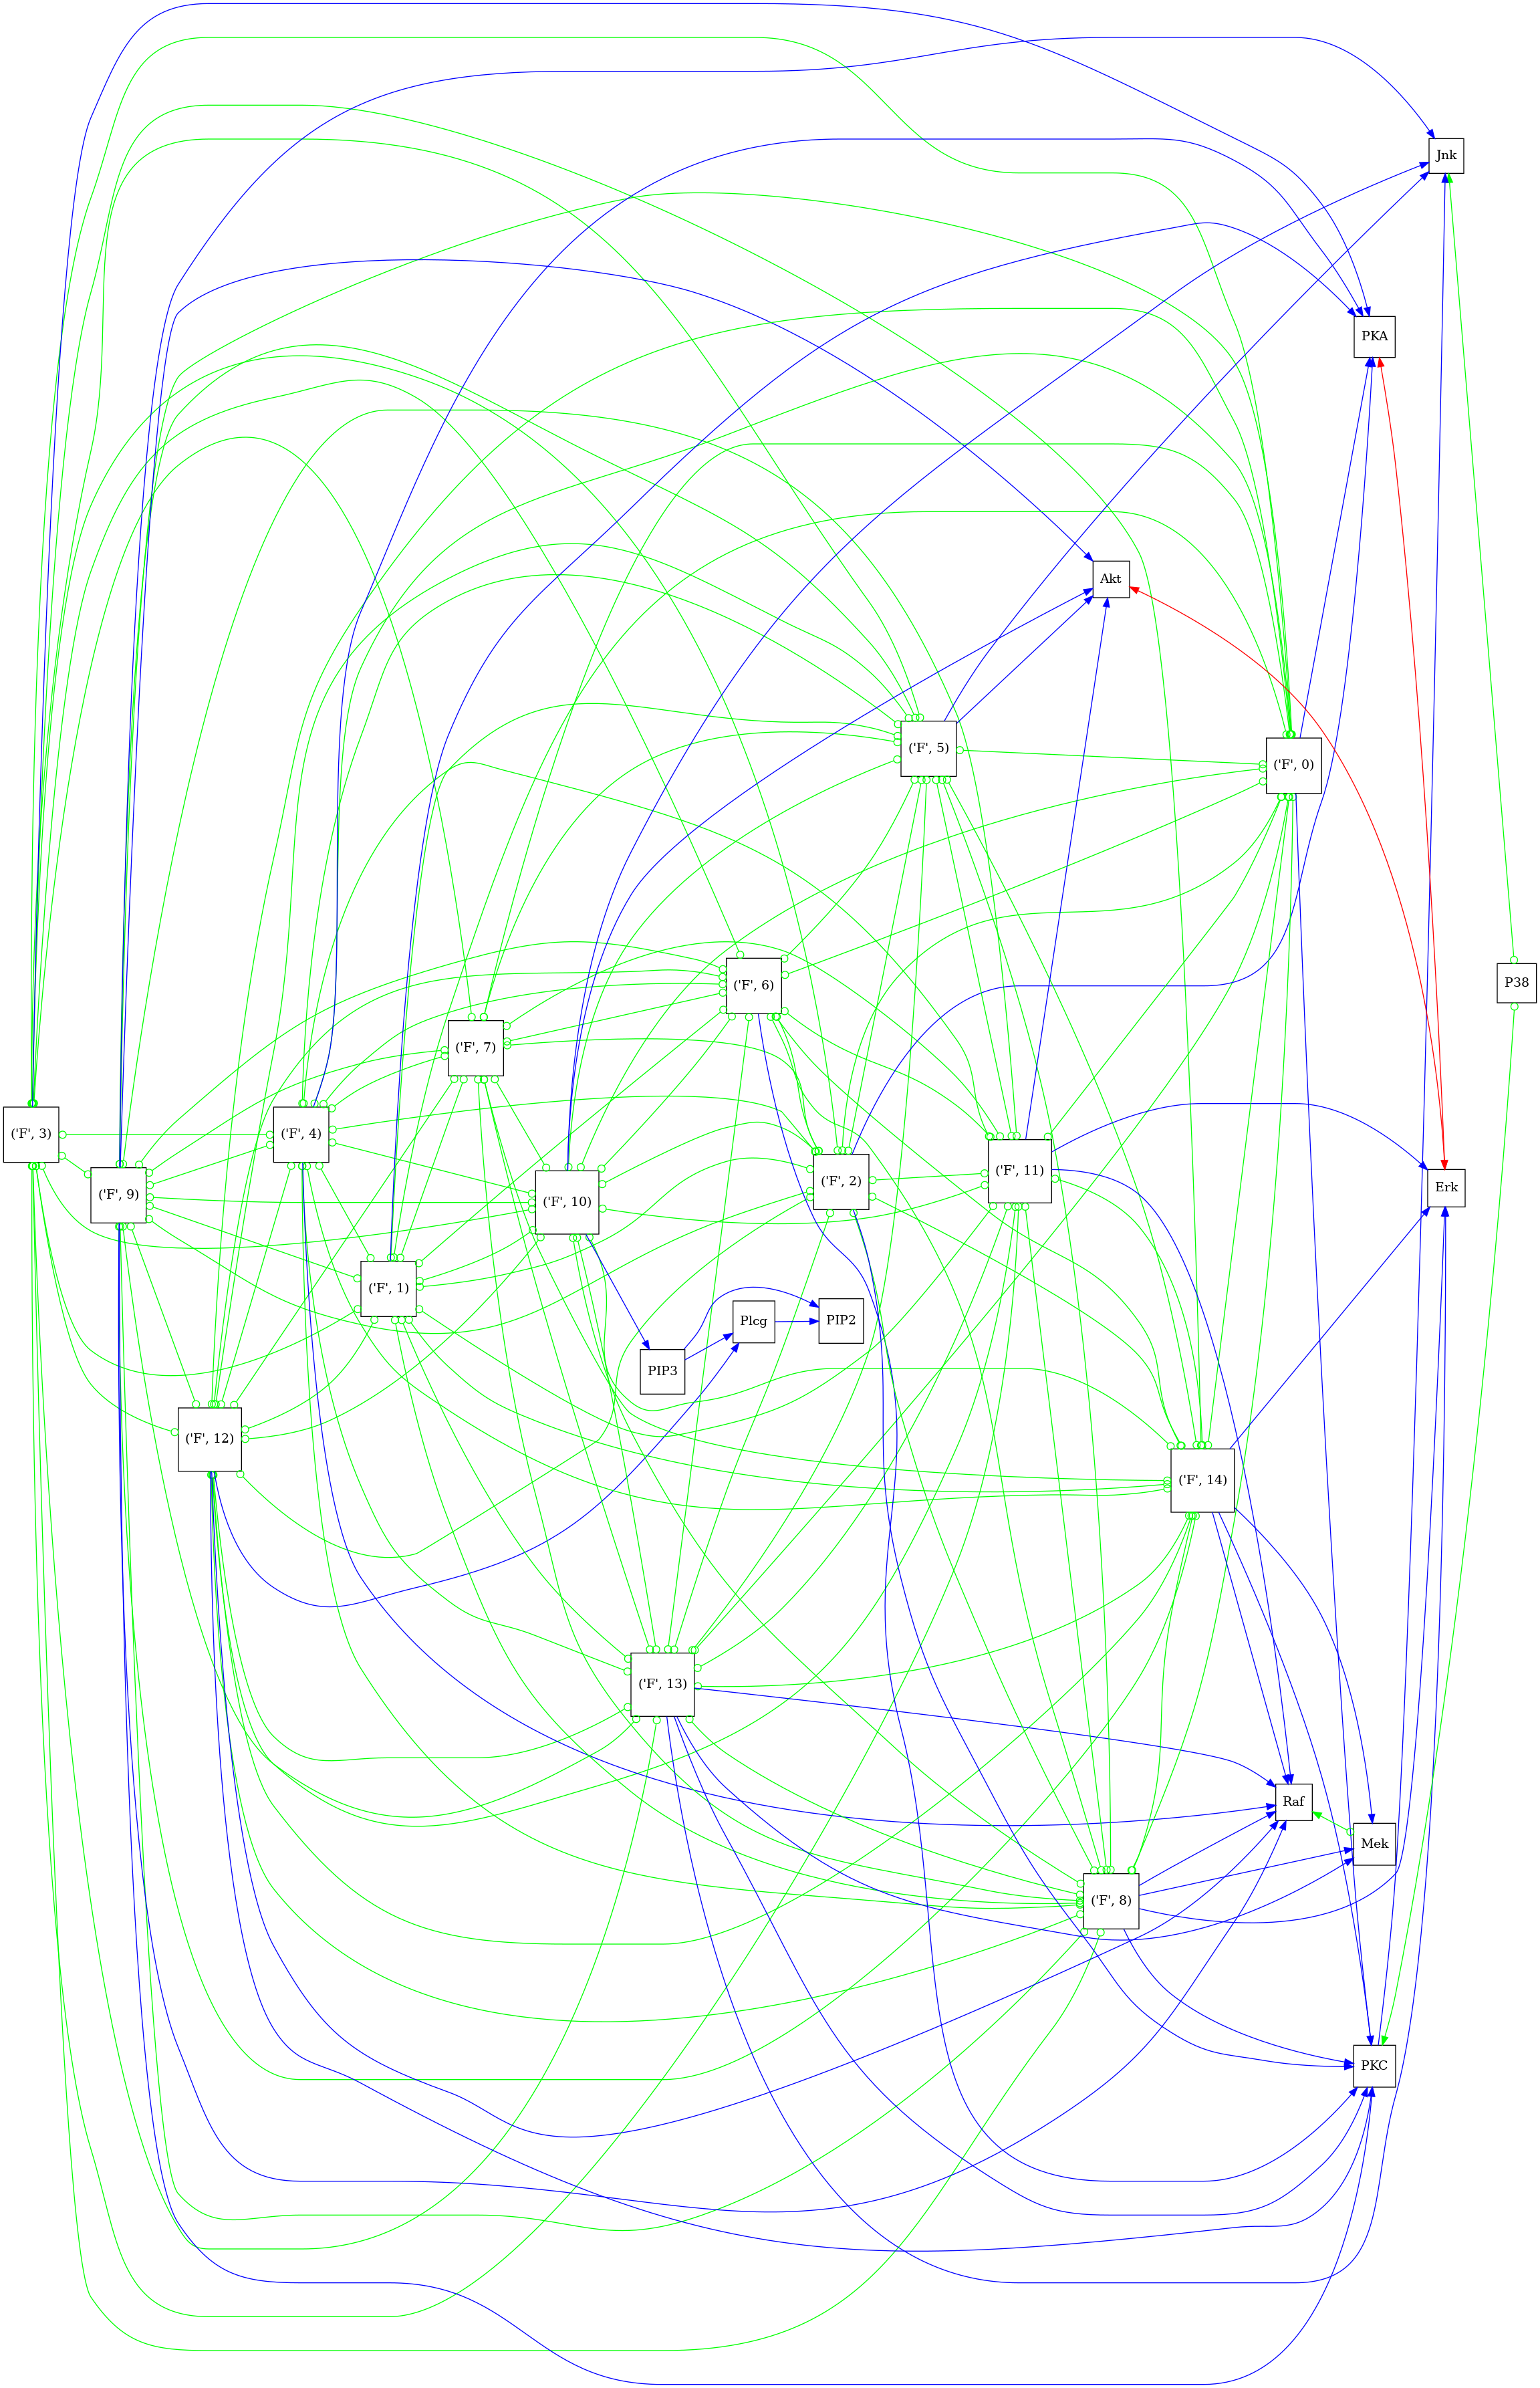 Jnk
PKA
Akt
('F', 5)
('F', 0)
('F', 6)
P38
('F', 7)
('F', 3)
('F', 4)
('F', 11)
('F', 2)
Erk
('F', 9)
('F', 10)
('F', 1)
PIP2
Plcg
PIP3
('F', 12)
('F', 14)
('F', 13)
Raf
Mek
('F', 8)
PKC